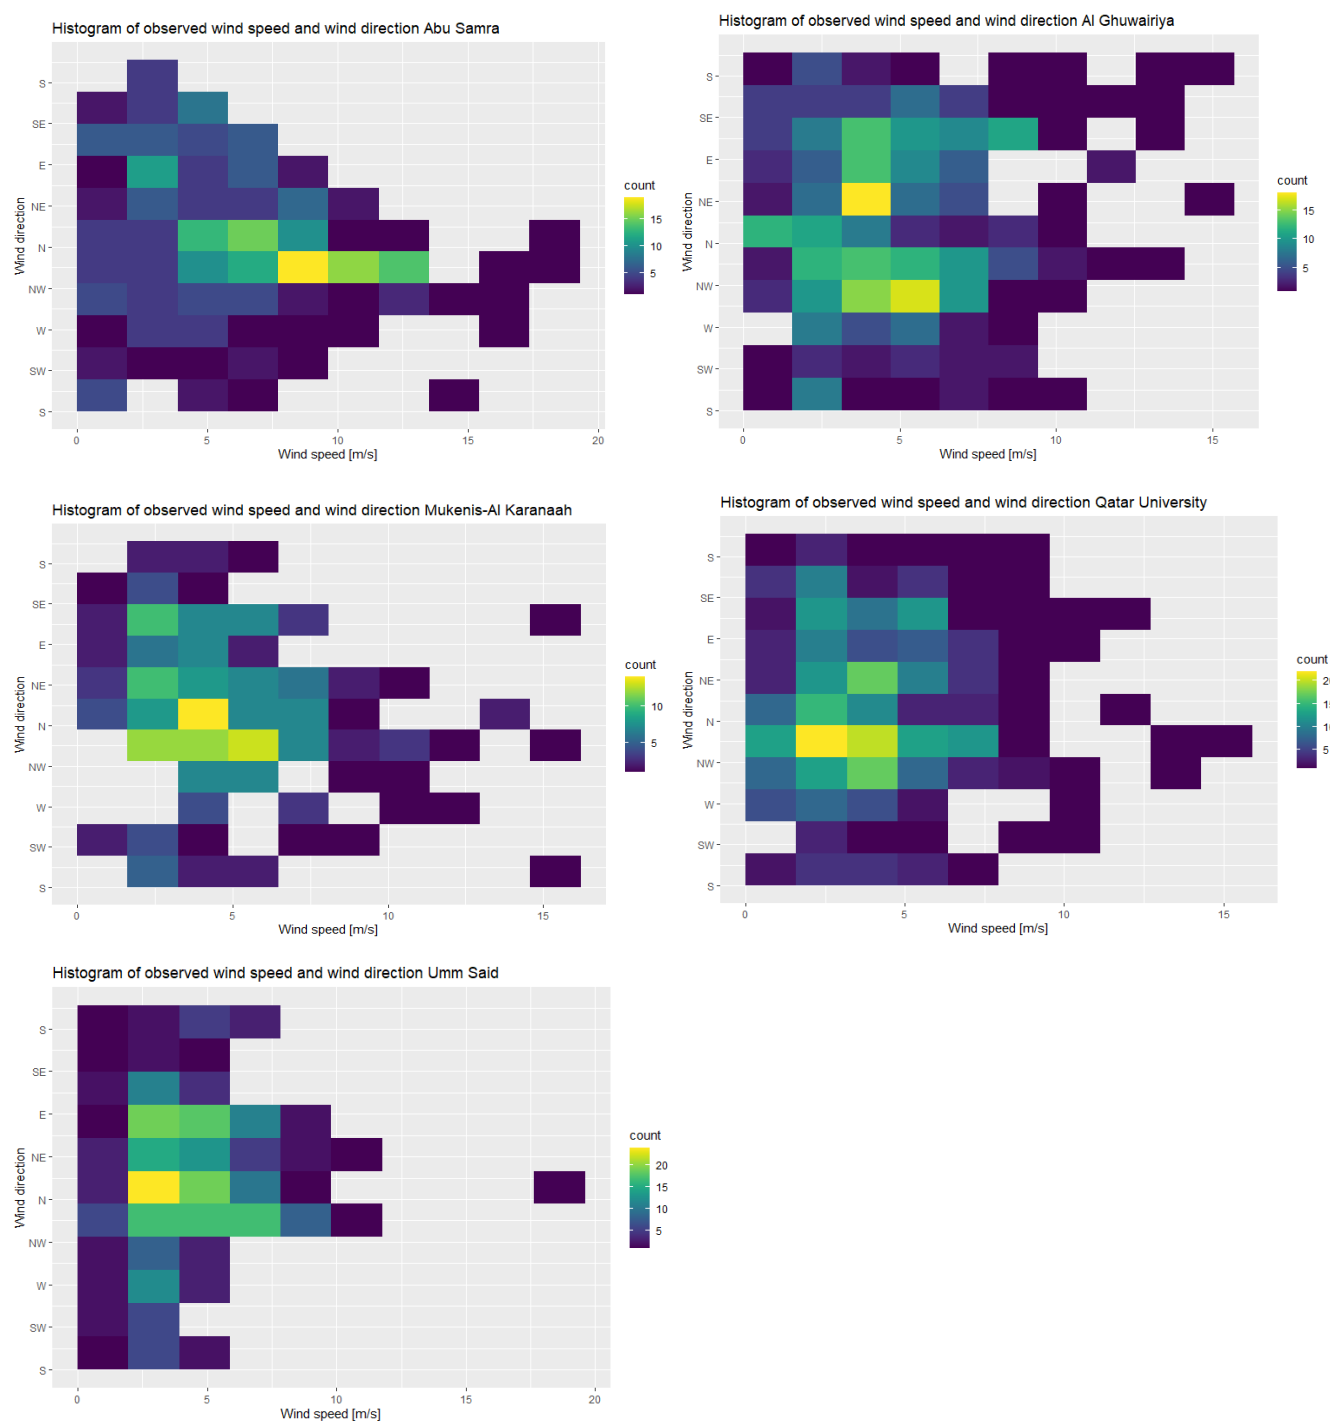 Histogram of observed wind speed and wind direction Abu Samra
S
SE
E
NE
N
NW
W
SW
S
Wind direction
0 5 10 15 20
Wind speed [m/s]
count
15
10
5
Histogram of observed wind speed and wind direction Al Ghuwairiya
S
SE
E
NE
N
NW
W
SW
S
Wind direction
0 5 10 15
Wind speed [m/s]
count
15
10
5
Histogram of observed wind speed and wind direction Mukenis-Al Karanaah
S
SE
E
NE
N
NW
W
SW
S
Wind direction
0 5 10 15
Wind speed [m/s]
count
10
5
Histogram of observed wind speed and wind direction Qatar University
S
SE
E
NE
N
NW
W
SW
S
Wind direction
0 5 10 15
Wind speed [m/s]
count
20
15
10
5
Histogram of observed wind speed and wind direction Umm Said
S
SE
E
NE
N
NW
W
SW
S
Wind direction
0 5 10 15 20
Wind speed [m/s]
count
20
15
10
5